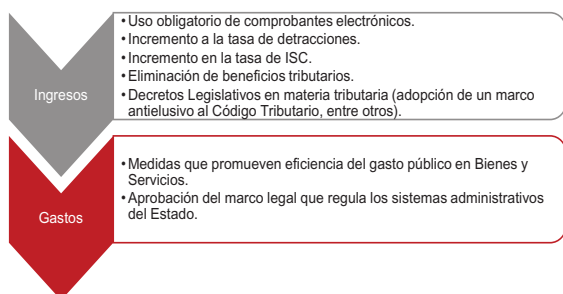 Ingresos
• Uso obligatorio de comprobantes electrónicos.
• Incremento a la tasa de detracciones.
• Incremento en la tasa de ISC.
• Eliminación de beneficios tributarios.
• Decretos Legislativos en materia tributaria (adopción de un marco
antielusivo al Código Tributario, entre otros).
Gastos
• Medidas que promueven eficiencia del gasto público en Bienes y
Servicios.
• Aprobación del marco legal que regula los sistemas administrativos
del Estado.